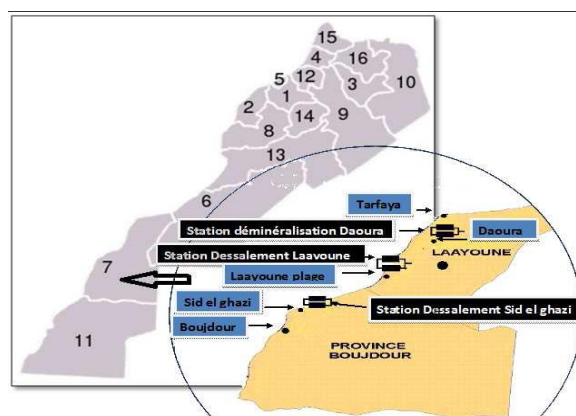 15
4
16
5
12
3
10
2
1
14
9
8
13
6
7
11
Tarfaya
Station déminéralisation Daoura
Daoura
LAAYOUNE
Station Dessalement Laavoune
Laayoune plage
Sid el ghazi
Station Dessalement Sid el ghazi
Boujdour
PROVINCE
BOUJDOUR